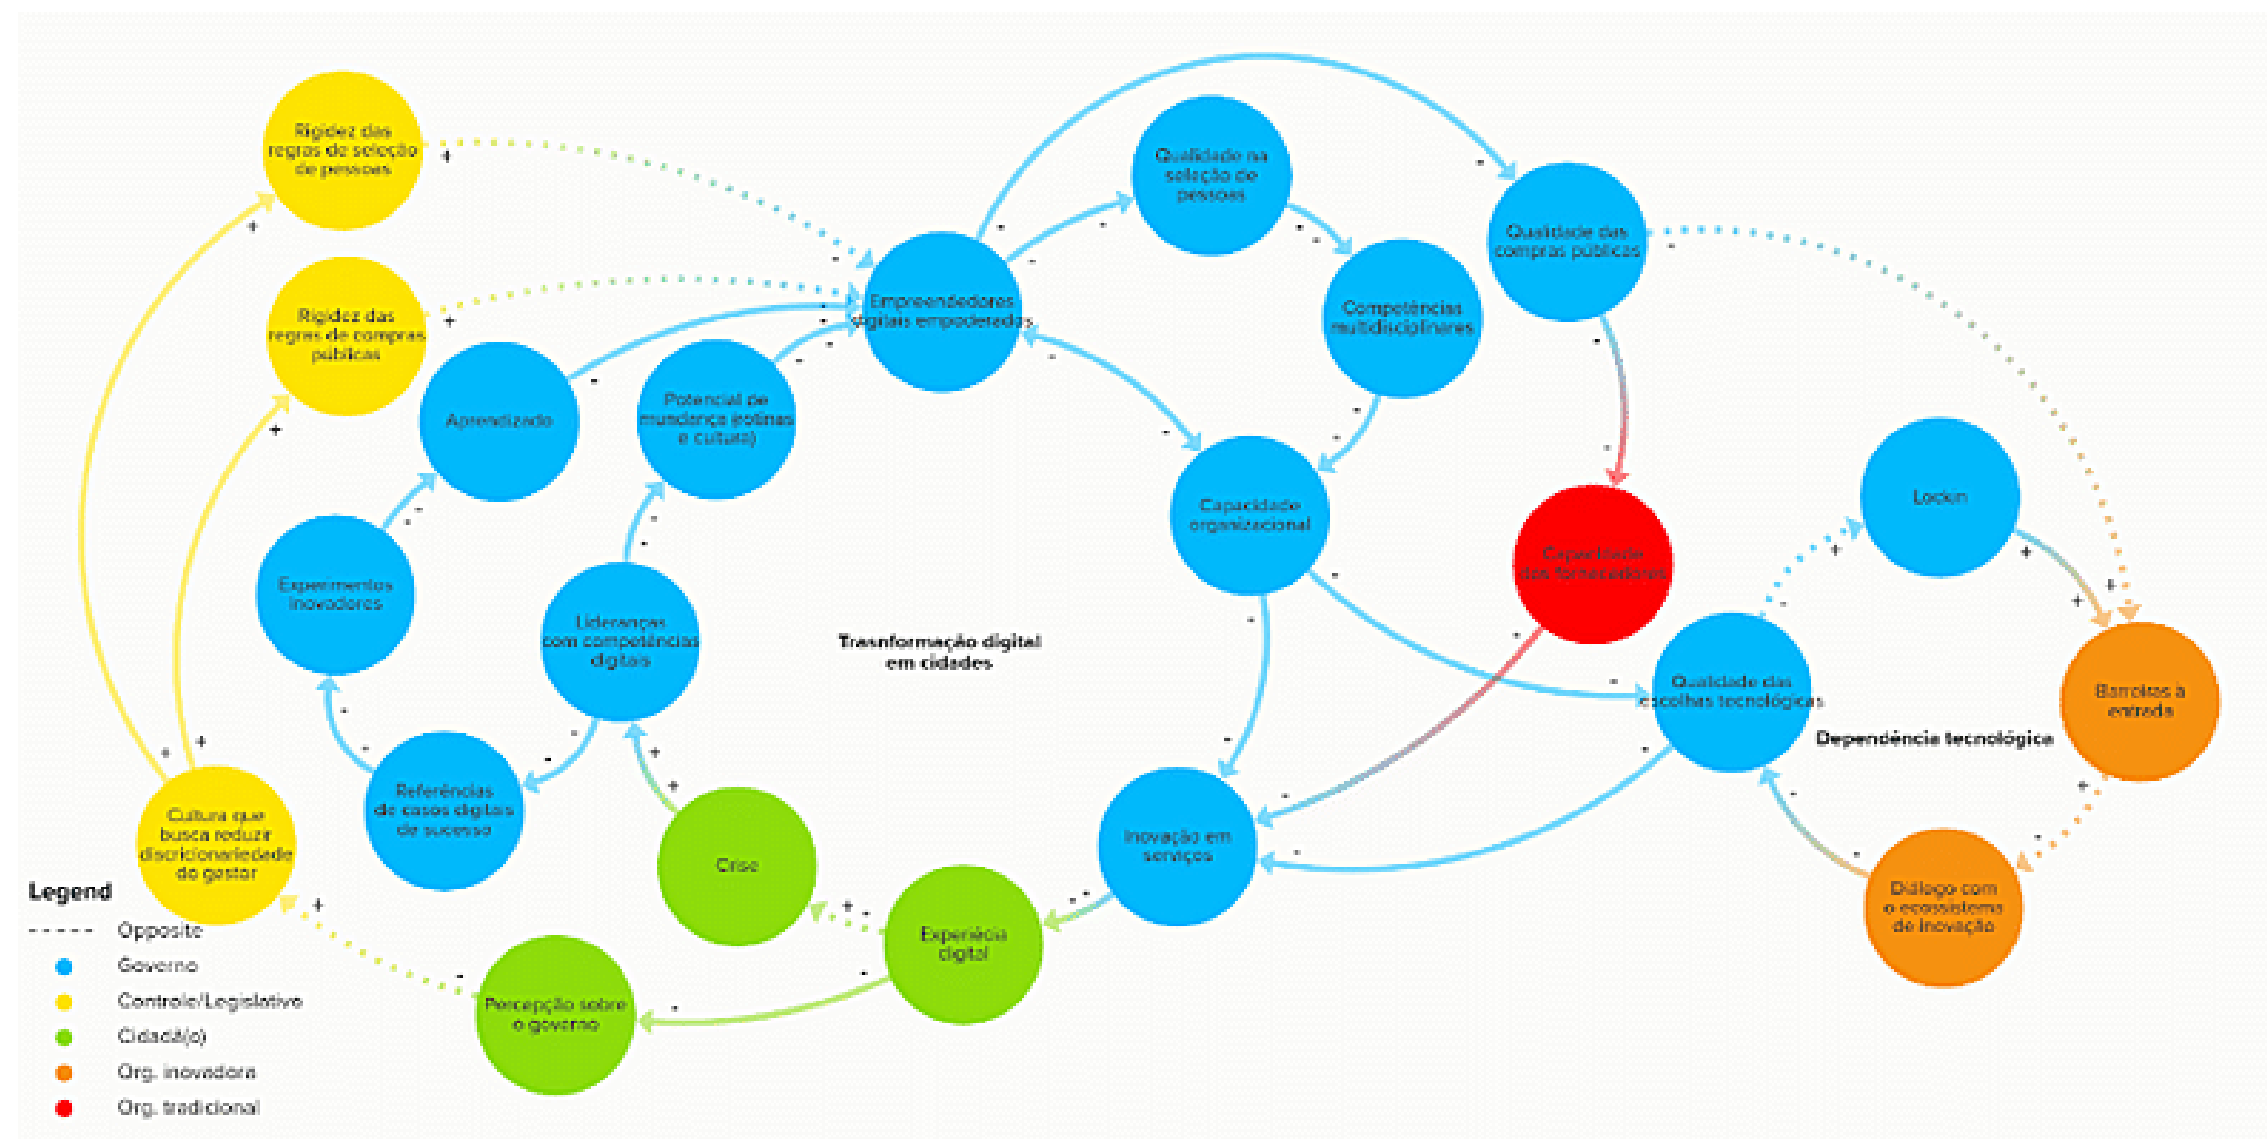 Rigidez das
regras de seleção
de pessoas
Rigidez das
regras de compras
públicas
Aprendizado
Potencial de
mundança (rotinas
e cultura)
Empreendedores
digitais empoderados
Qualidade na
seleção de
pessoas
Competências
multidisciplinares
Qualidade das
compras públicas
Capacidade
organizacional
Capacidade
dos fornecedores
Lockin
Experimentos
inovadores
Lideranças
com competências
digitais
Trasnformação digital
em cidades
Qualidade das
escolhas tecnológicas
Barreiras à
entrada
Dependência tecnológica
Referências
de casos digitais
de sucesso
Cultura que
busca reduzir
discricionariedade
do gestor
Crise
Inovação em
serviços
Experiêcia
digital
Diálogo com
o ecossistema
de inovação
Percepção sobre
o governo
Legend
Opposite
Governo
Controle/Legislativo
Cidadã(o)
Org. inovadora
Org. tradicional